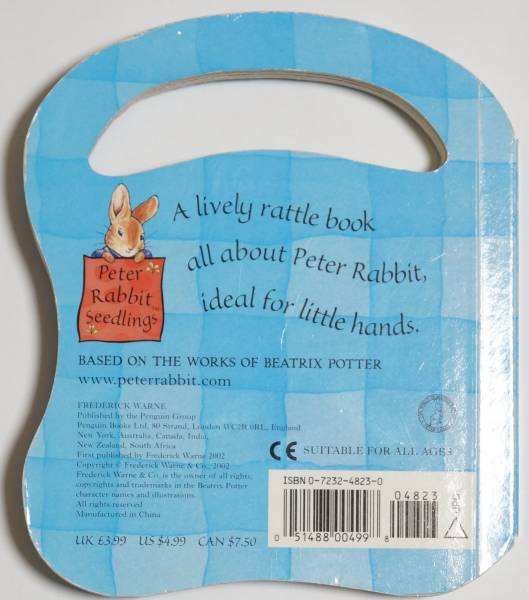 A lively rattle book
all about Peter Rabbit,
ideal for little hands.
Peter
Rabbit
Seedlings™
BASED ON THE WORKS OF BEATRIX POTTER
www.peterrabbit.com
FREDERICK WARNE
Published by the Penguin Group
Penguin Books Ltd, 80 Strand, London WC2R 0RL, England
New York, Australia, Canada, India,
New Zealand, South Africa
First published by Frederick Warne 2002
Copyright © Frederick Warne & Co., 2002
Frederick Warne & Co. is the owner of all rights,
copyrights and trademarks in the Beatrix Potter
character names and illustrations.
All rights reserved
Manufactured in China
UK £3.99 US $4.99 CAN $7.50
CE SUITABLE FOR ALL AGES
ISBN 0-7232-4823-0
04823
0 51488 00499 8
UPC